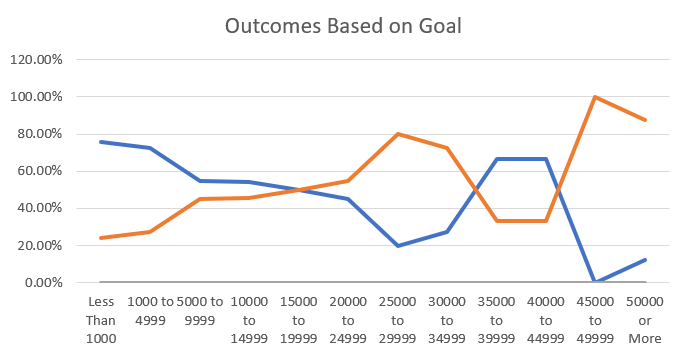 Outcomes Based on Goal
120.00%
100.00%
80.00%
60.00%
40.00%
20.00%
0.00%
Less Than 1000
1000 to 4999
5000 to 9999
10000 to 14999
15000 to 19999
20000 to 24999
25000 to 29999
30000 to 34999
35000 to 39999
40000 to 44999
45000 to 49999
50000 or More